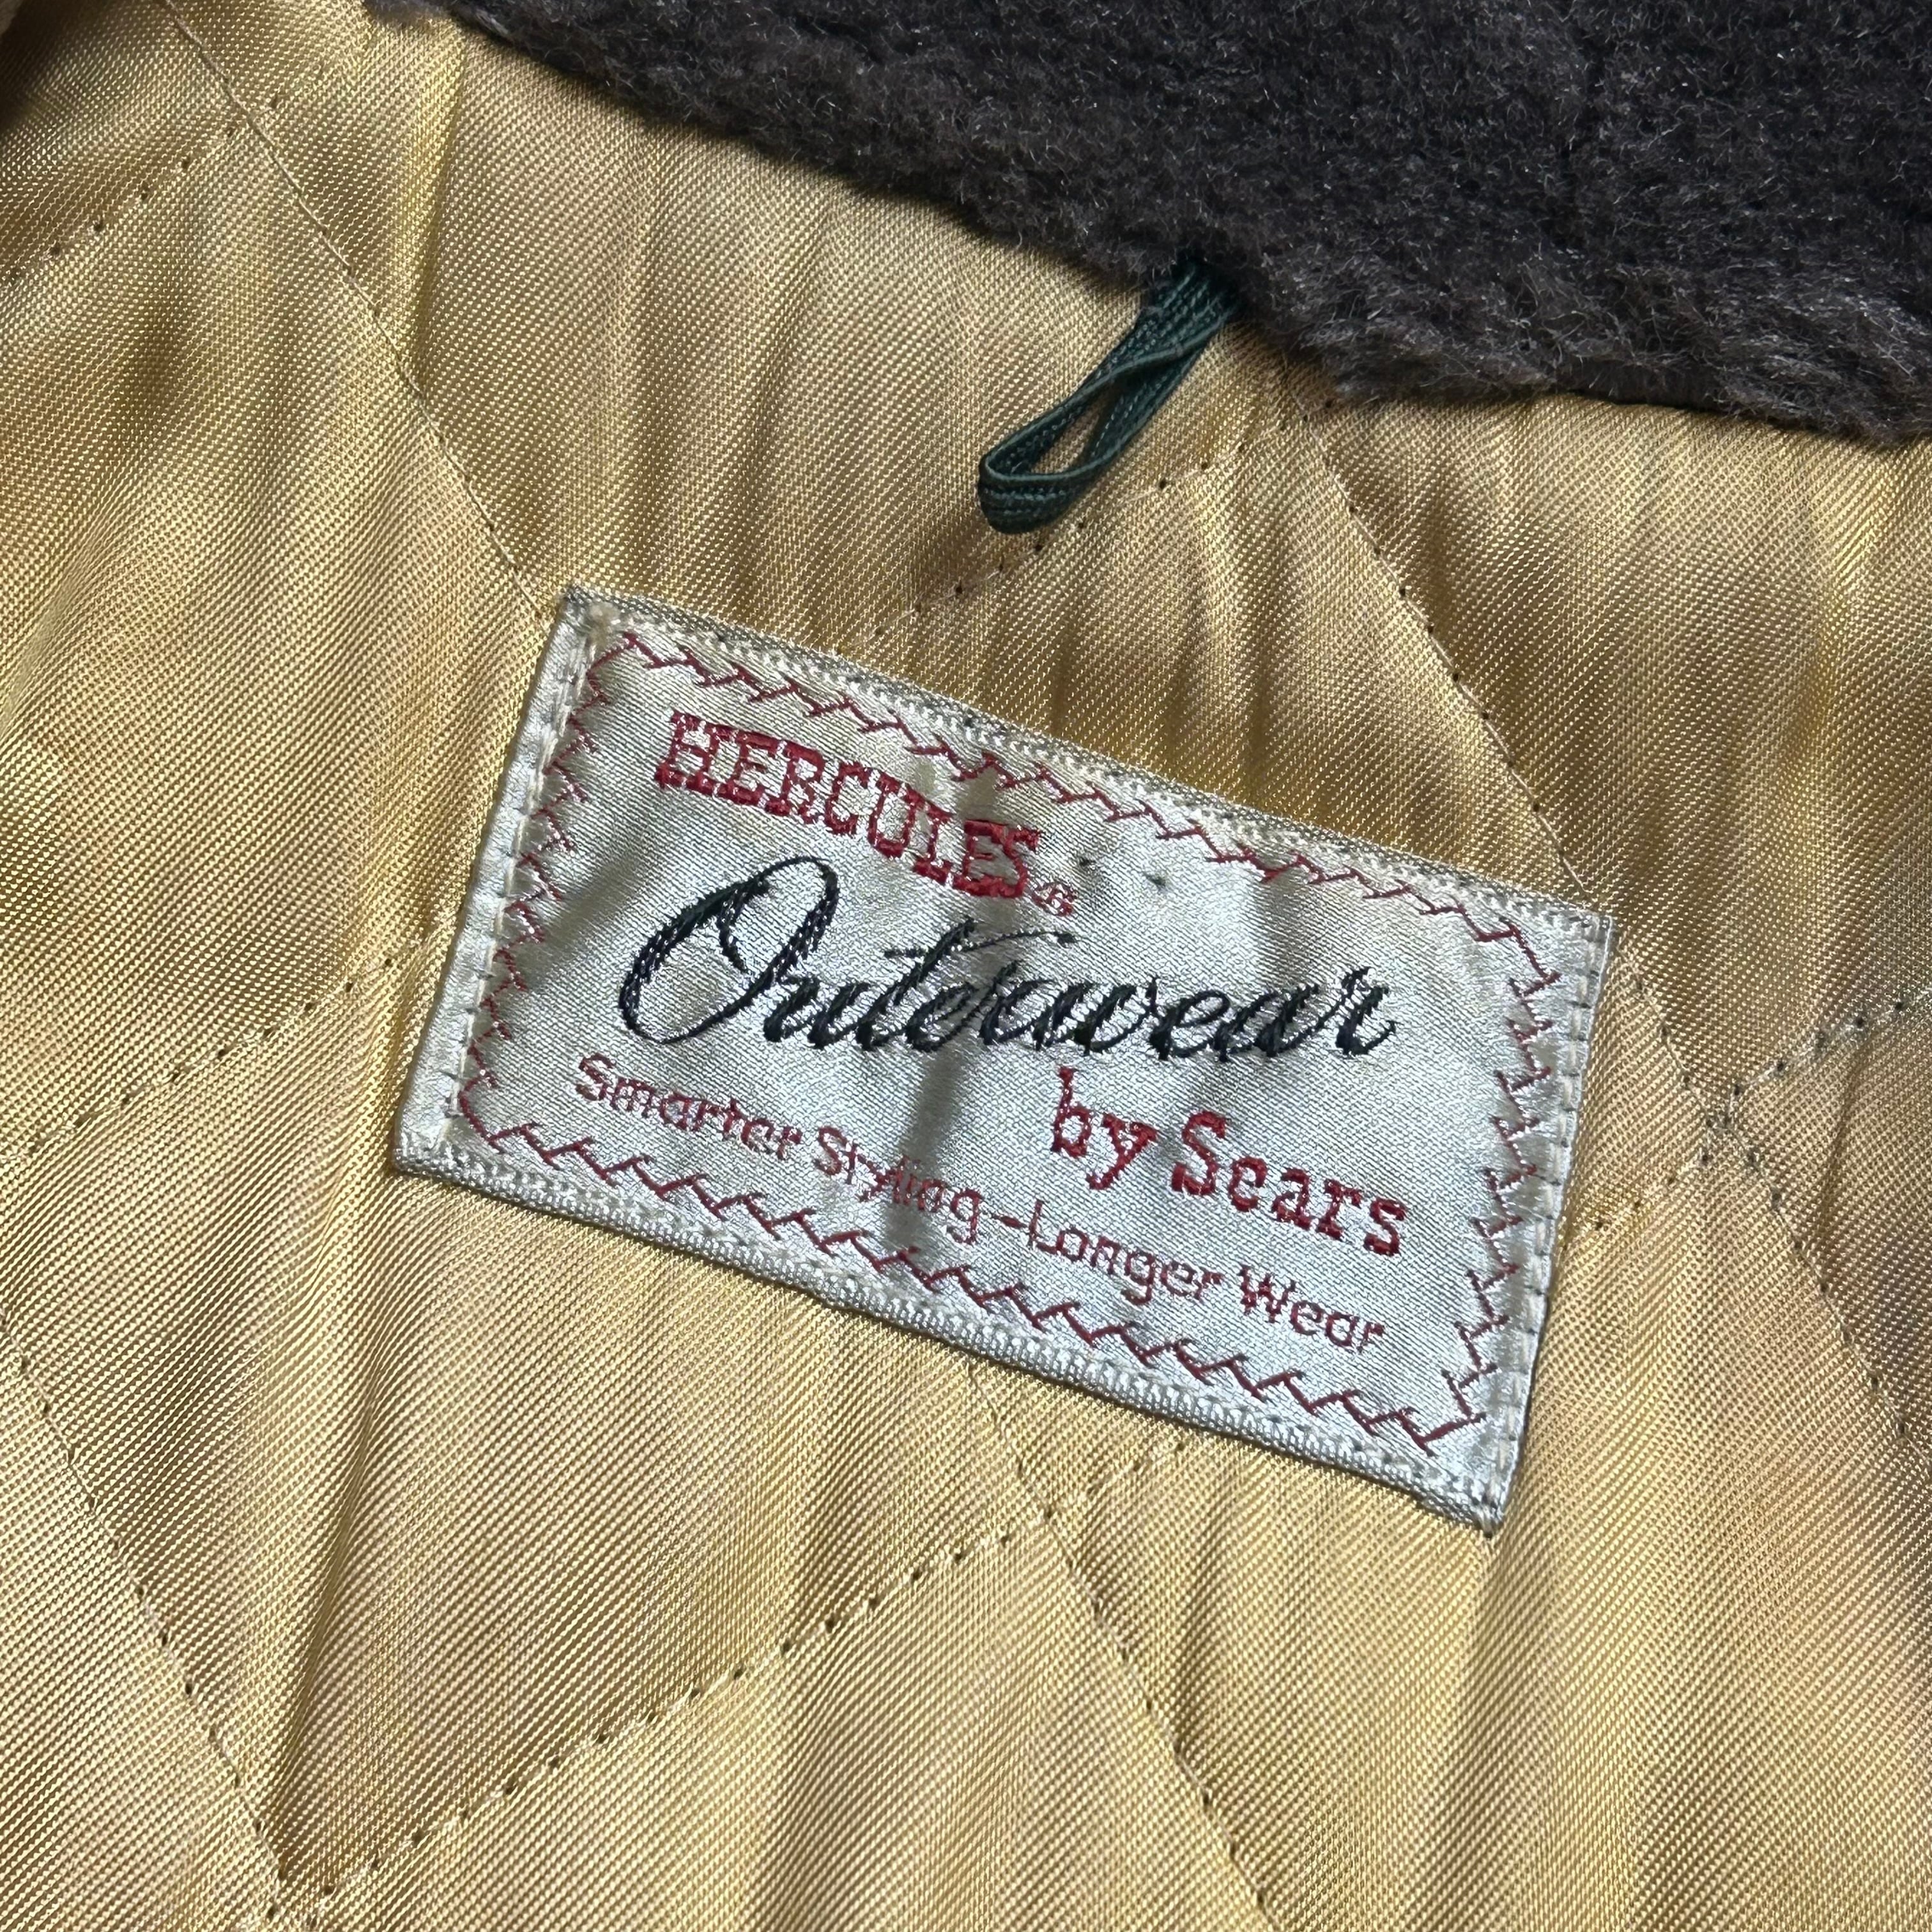 HERCULES®
Outerwear
by Sears
Smarter Styling-Longer Wear